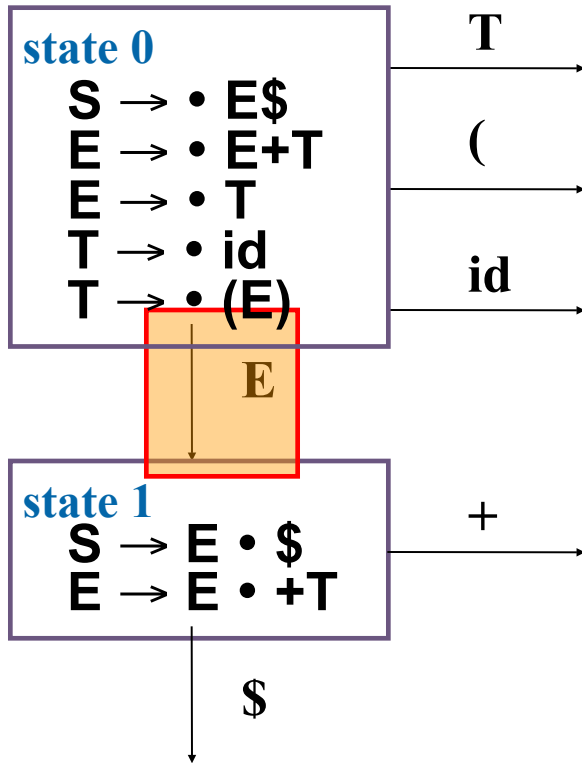 state 0
T
S → • E$
E → • E+T
(
E → • T
T → • id
id
T → • (E)
E
state 1
+
S → E • $
E → E • +T
$